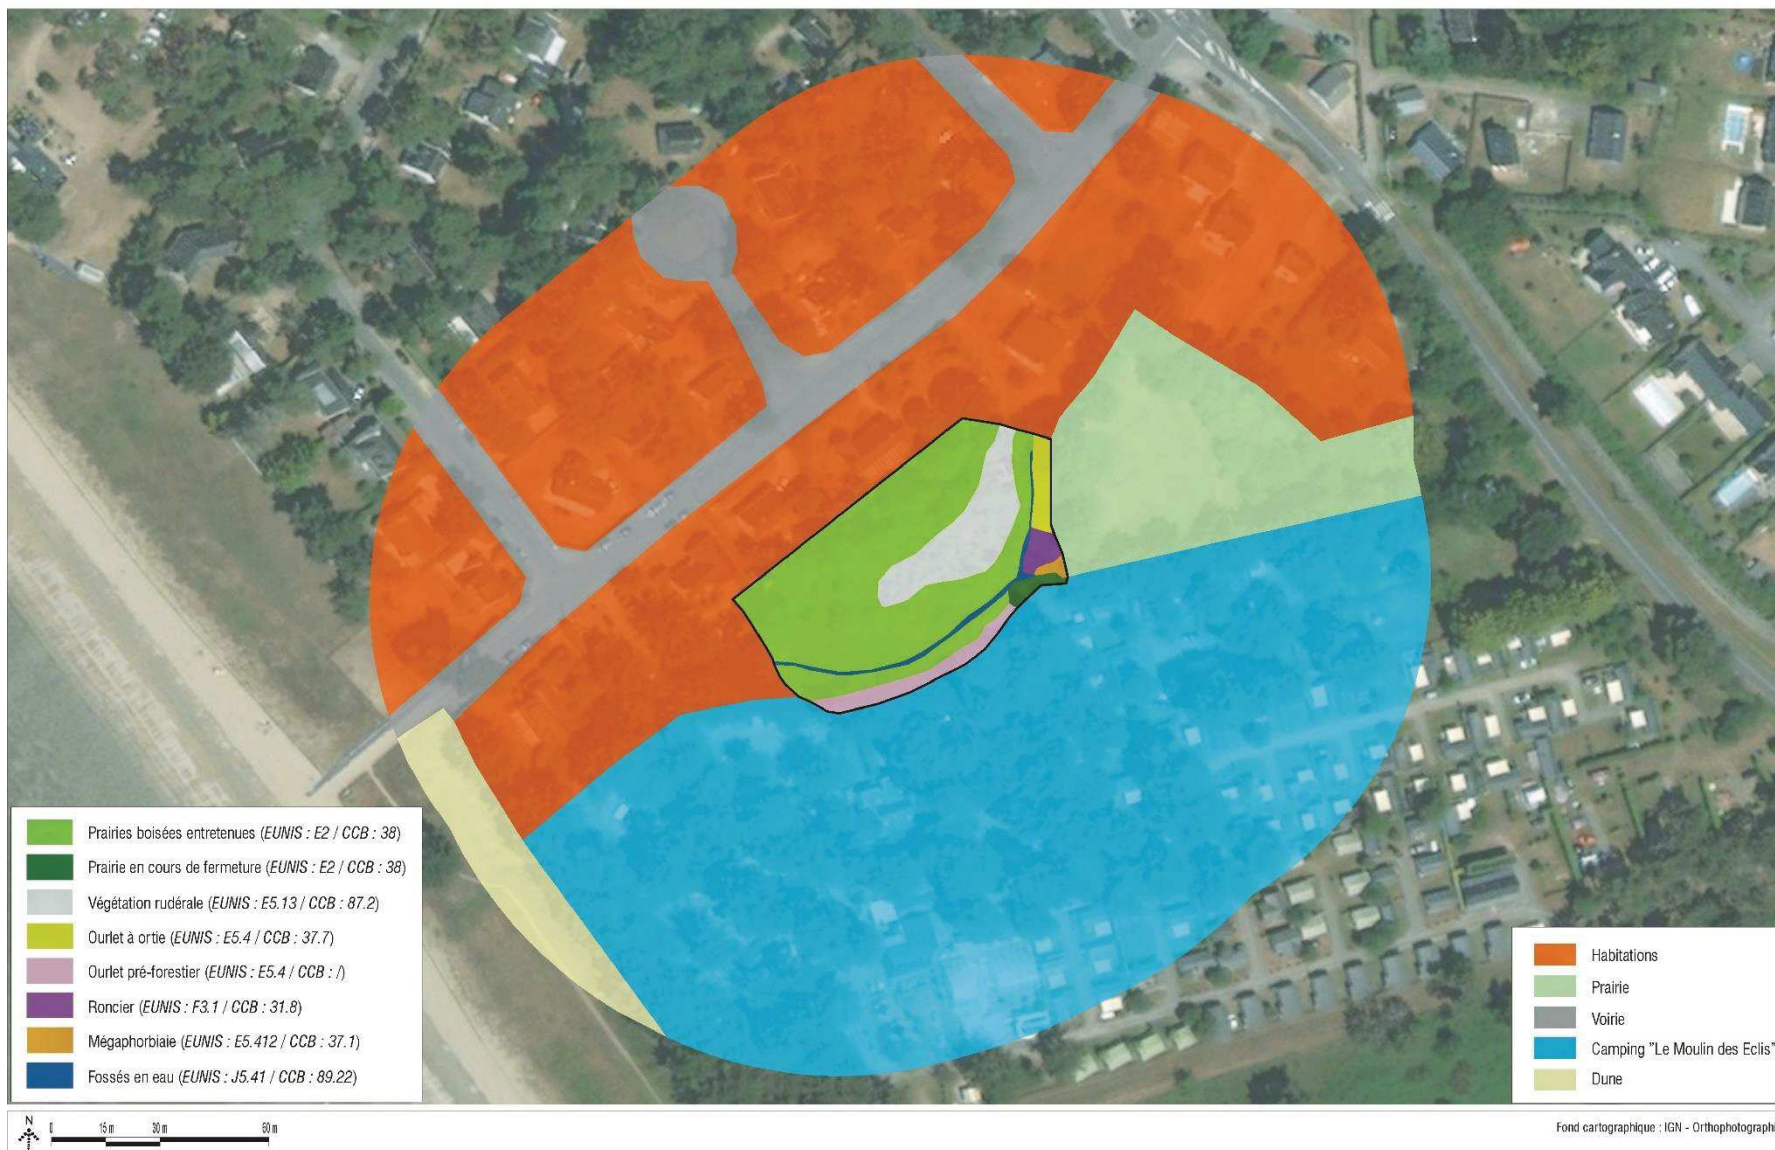 Prairies boisées entretenues (EUNIS : E2 / CCB : 38)
Prairie en cours de fermeture (EUNIS : E2 / CCB : 38)
Végétation rudérale (EUNIS : E5.13 / CCB : 87.2)
Ourlet à ortie (EUNIS : E5.4 / CCB : 37.7)
Ourlet pré-forestier (EUNIS : E5.4 / CCB : /)
Roncier (EUNIS : F3.1 / CCB : 31.8)
Mégaphorbiaie (EUNIS : E5.412 / CCB : 37.1)
Fossés en eau (EUNIS : J5.41 / CCB : 89.22)
Habitations
Prairie
Voirie
Camping "Le Moulin des Eclis"
Dune
N
0 15 m 30 m 60 m
Fond cartographique : IGN - Orthophotographi